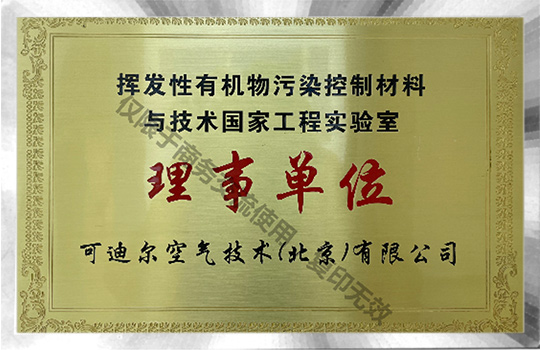 挥发性有机物污染控制材料
与技术国家工程实验室
理事单位
可迪尔空气技术(北京)有限公司
仅限于商务交流使用，复印无效